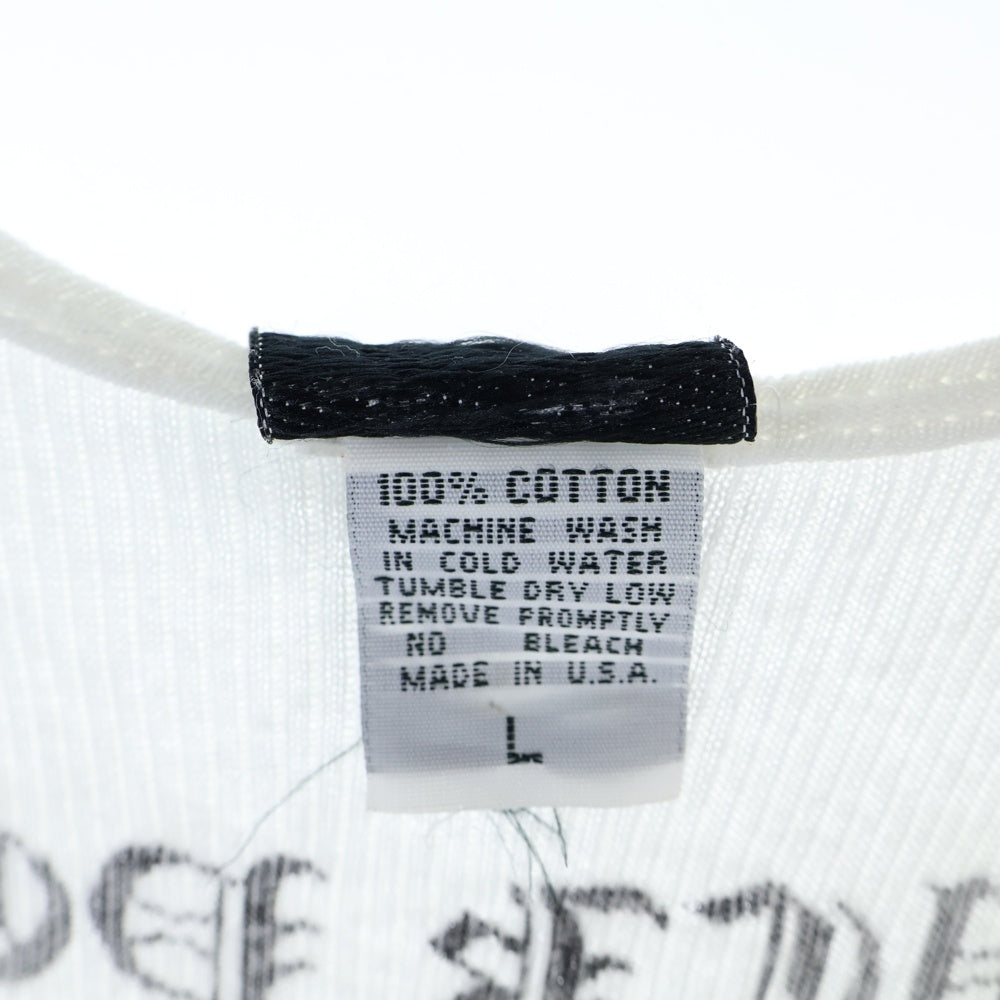 100% COTTON
MACHINE WASH
IN COLD WATER
TUMBLE DRY LOW
REMOVE PROMPTLY
NO BLEACH
MADE IN U.S.A.
L